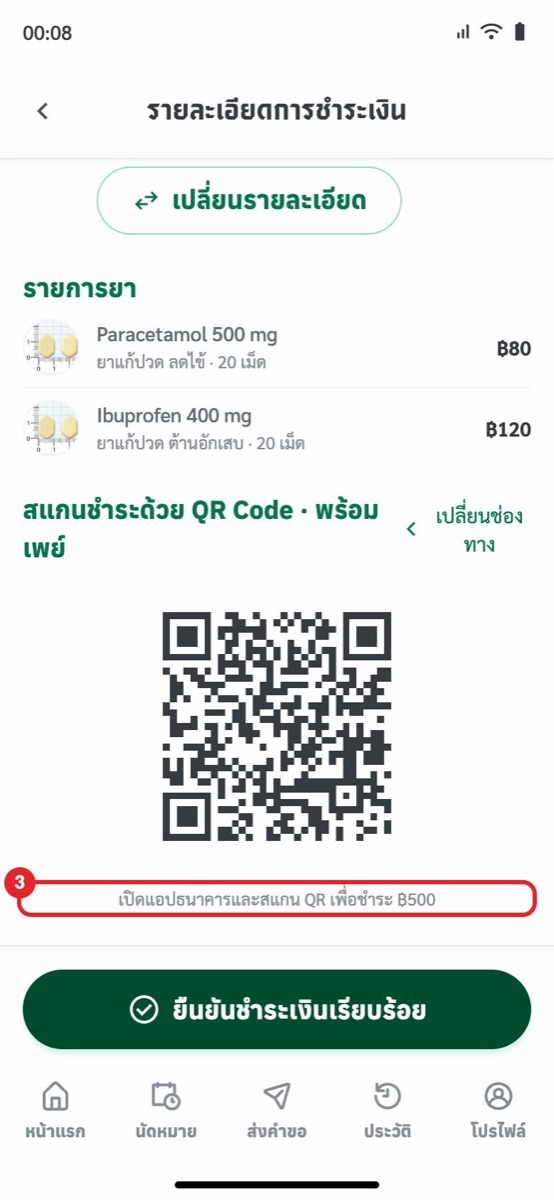 00:08
รายละเอียดการชำระเงิน
เปลี่ยนรายละเอียด
รายการยา
Paracetamol 500 mg
ยาแก้ปวด ลดไข้ · 20 เม็ด
฿80
Ibuprofen 400 mg
ยาแก้ปวด ต้านอักเสบ · 20 เม็ด
฿120
สแกนชำระด้วย QR Code · พร้อม
เพย์
เปลี่ยนช่อง
ทาง
3
เปิดแอปธนาคารและสแกน QR เพื่อชำระ ฿500
ยืนยันชำระเงินเรียบร้อย
หน้าแรก
นัดหมาย
ส่งคำขอ
ประวัติ
โปรไฟล์